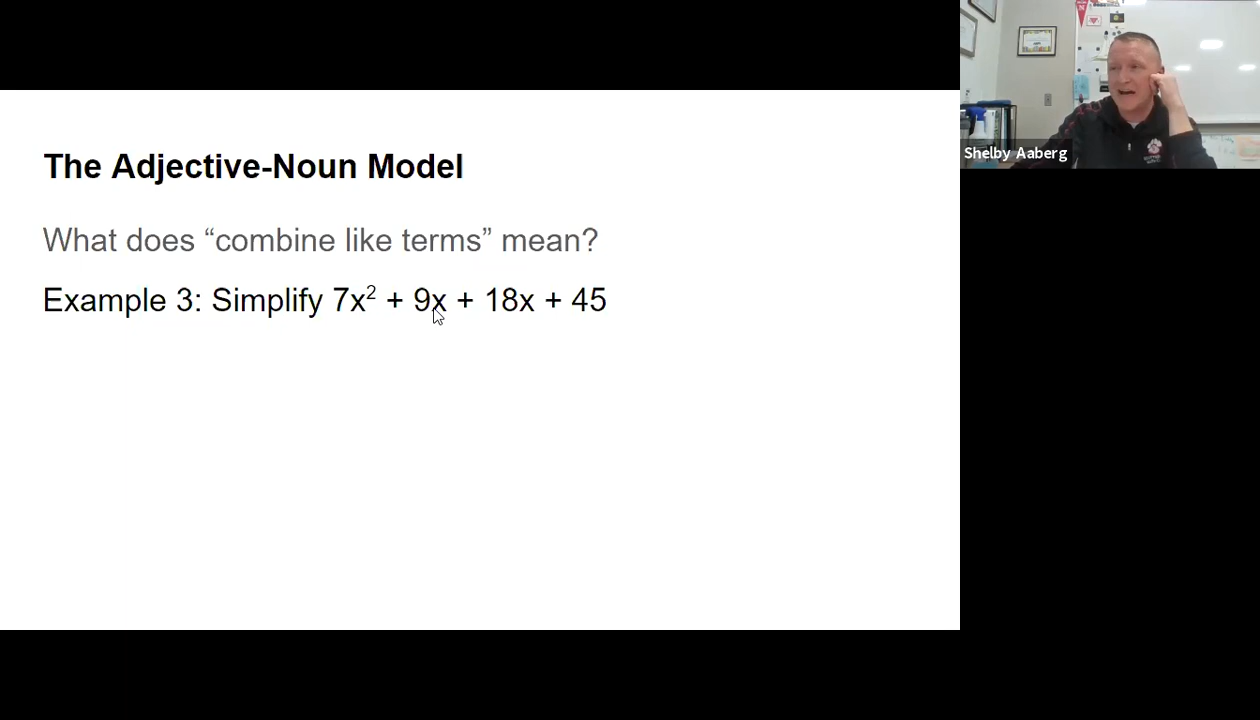 The Adjective-Noun Model
What does “combine like terms” mean?
Example 3: Simplify 7x² + 9x + 18x + 45
Shelby Aaberg